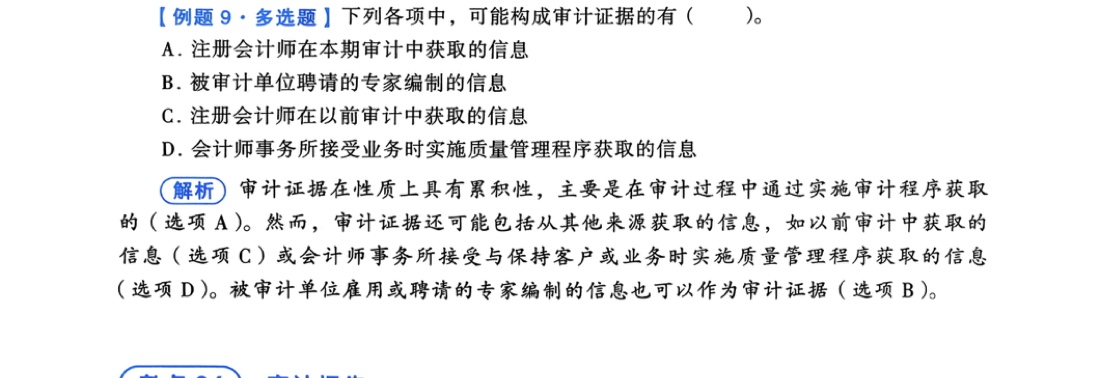 【例题 9·多选题】下列各项中，可能构成审计证据的有（　　）。
A. 注册会计师在本期审计中获取的信息
B. 被审计单位聘请的专家编制的信息
C. 注册会计师在以前审计中获取的信息
D. 会计师事务所接受业务时实施质量管理程序获取的信息
解析 审计证据在性质上具有累积性，主要是在审计过程中通过实施审计程序获取
的（选项 A）。然而，审计证据还可能包括从其他来源获取的信息，如以前审计中获取的
信息（选项 C）或会计师事务所接受与保持客户或业务时实施质量管理程序获取的信息
（选项 D）。被审计单位雇用或聘请的专家编制的信息也可以作为审计证据（选项 B）。